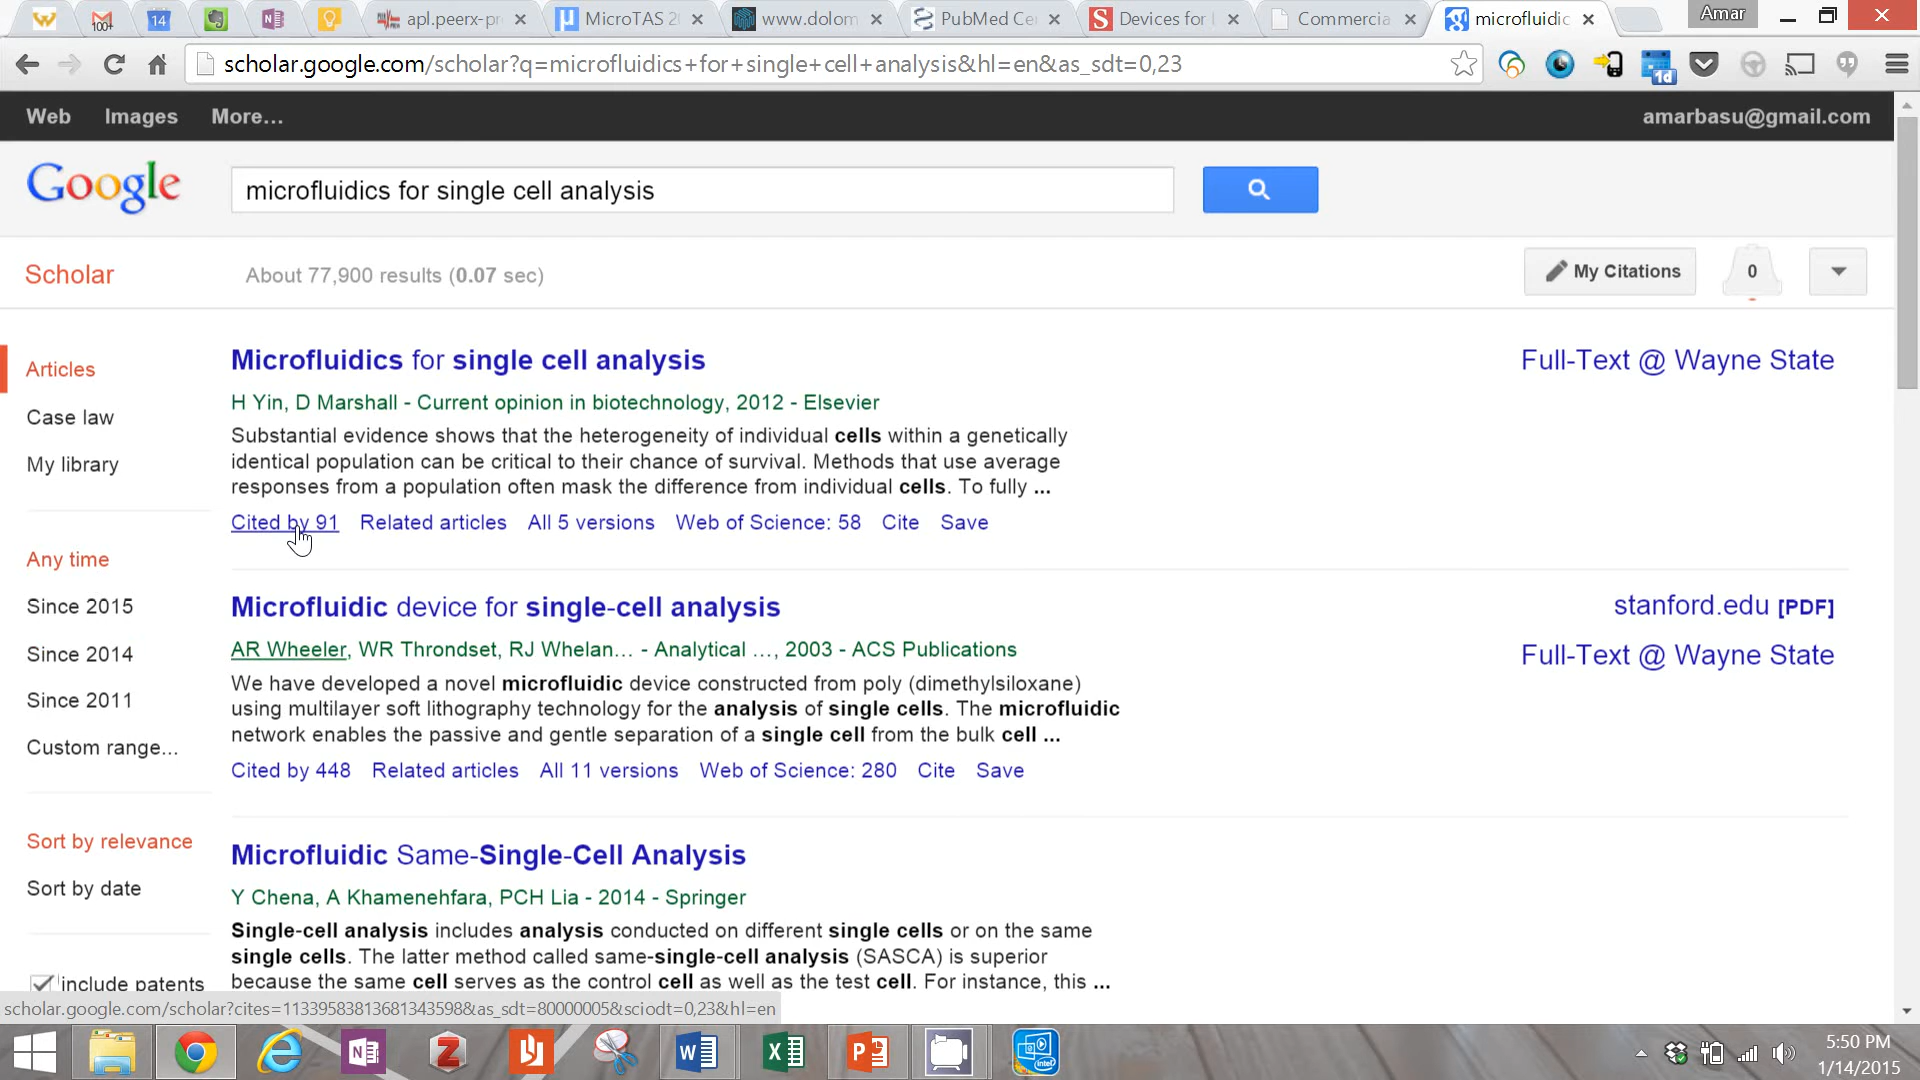 100+
14
apl.peerx-pr
MicroTAS 2
www.dolom
PubMed Ce
Devices for
Commercia
microfluidic
Amar
scholar.google.com/scholar?q=microfluidics+for+single+cell+analysis&hl=en&as_sdt=0,23
1d
Web Images More...
amarbasu@gmail.com
Google
microfluidics for single cell analysis
Scholar
About 77,900 results (0.07 sec)
My Citations
0
Articles
Case law
My library
Any time
Since 2015
Since 2014
Since 2011
Custom range...
Sort by relevance
Sort by date
include patents
Microfluidics for single cell analysis
Full-Text @ Wayne State
H Yin, D Marshall - Current opinion in biotechnology, 2012 - Elsevier
Substantial evidence shows that the heterogeneity of individual cells within a genetically
identical population can be critical to their chance of survival. Methods that use average
responses from a population often mask the difference from individual cells. To fully ...
Cited by 91 Related articles All 5 versions Web of Science: 58 Cite Save
Microfluidic device for single-cell analysis
stanford.edu [PDF]
AR Wheeler, WR Throndset, RJ Whelan... - Analytical ..., 2003 - ACS Publications
Full-Text @ Wayne State
We have developed a novel microfluidic device constructed from poly (dimethylsiloxane)
using multilayer soft lithography technology for the analysis of single cells. The microfluidic
network enables the passive and gentle separation of a single cell from the bulk cell ...
Cited by 448 Related articles All 11 versions Web of Science: 280 Cite Save
Microfluidic Same-Single-Cell Analysis
Y Chena, A Khamenehfara, PCH Lia - 2014 - Springer
Single-cell analysis includes analysis conducted on different single cells or on the same
single cells. The latter method called same-single-cell analysis (SASCA) is superior
because the same cell serves as the control cell as well as the test cell. For instance, this ...
scholar.google.com/scholar?cites=11339583813681343598&as_sdt=80000005&sciodt=0,23&hl=en
5:50 PM
1/14/2015